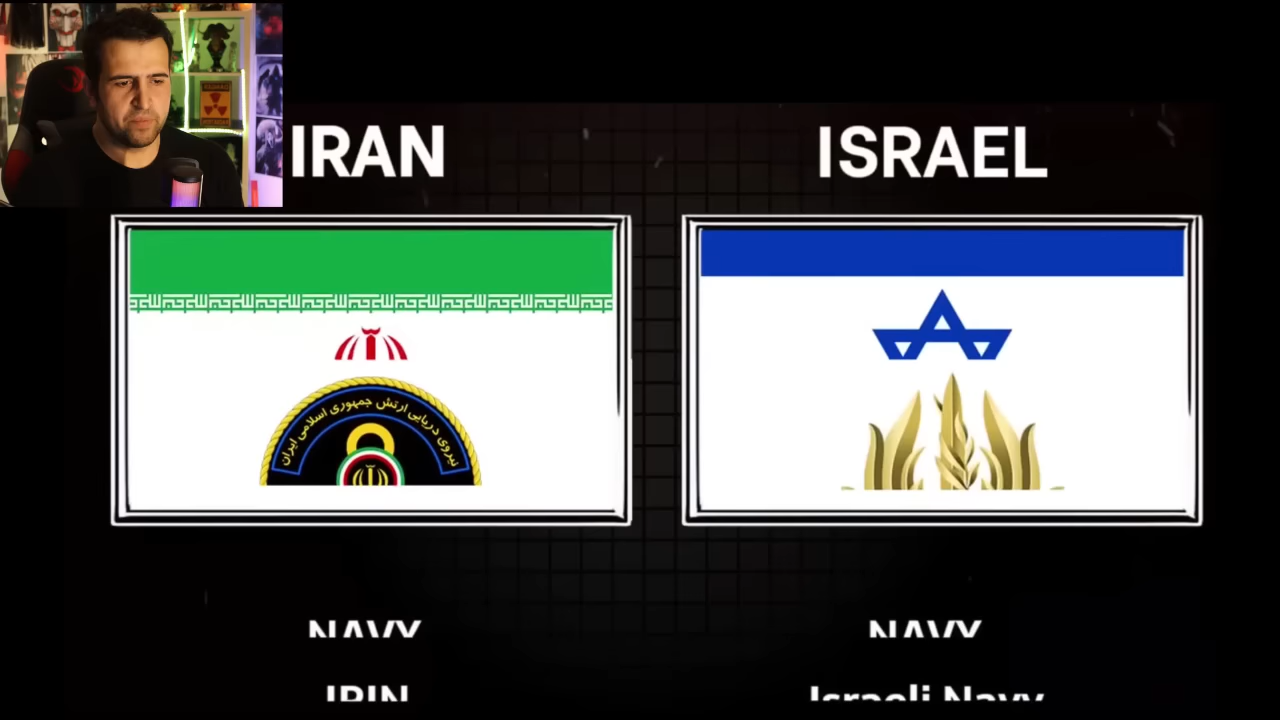 IRAN
ISRAEL
نیروی دریایی ارتش جمهوری اسلامی ایران
NAVY
NAVY
IRIN
Israeli Navy